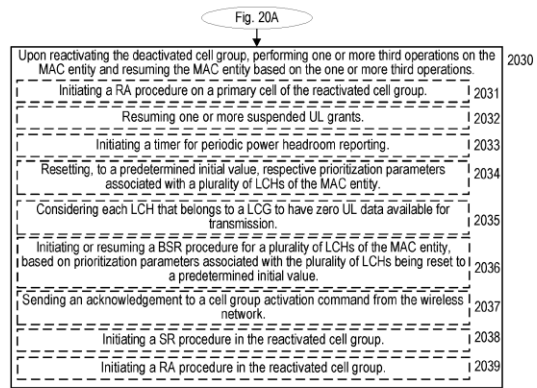 Fig. 20A
Upon reactivating the deactivated cell group, performing one or more third operations on the
MAC entity and resuming the MAC entity based on the one or more third operations.
2030
Initiating a RA procedure on a primary cell of the reactivated cell group.
2031
Resuming one or more suspended UL grants.
2032
Initiating a timer for periodic power headroom reporting.
2033
Resetting, to a predetermined initial value, respective prioritization parameters
associated with a plurality of LCHs of the MAC entity.
2034
Considering each LCH that belongs to a LCG to have zero UL data available for
transmission.
2035
Initiating or resuming a BSR procedure for a plurality of LCHs of the MAC entity,
based on prioritization parameters associated with the plurality of LCHs being reset to
a predetermined initial value.
2036
Sending an acknowledgement to a cell group activation command from the wireless
network.
2037
Initiating a SR procedure in the reactivated cell group.
2038
Initiating a RA procedure in the reactivated cell group.
2039